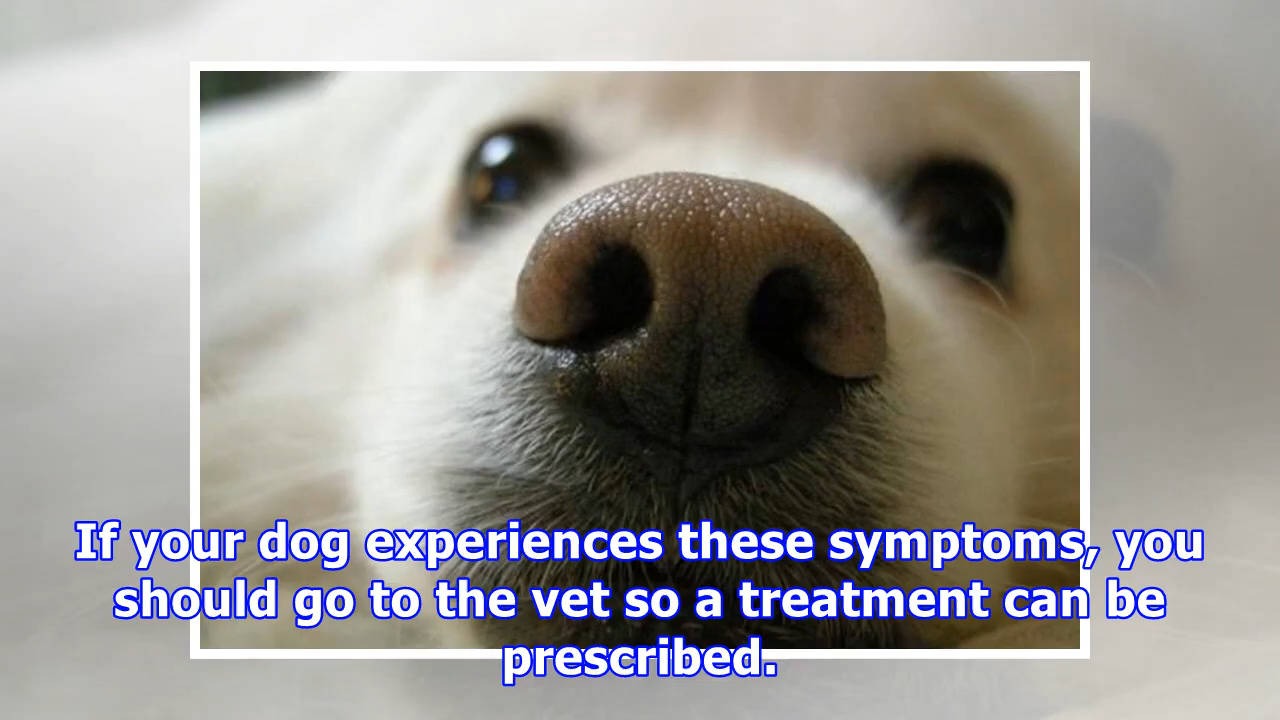 If your dog experiences these symptoms, you
should go to the vet so a treatment can be
prescribed.